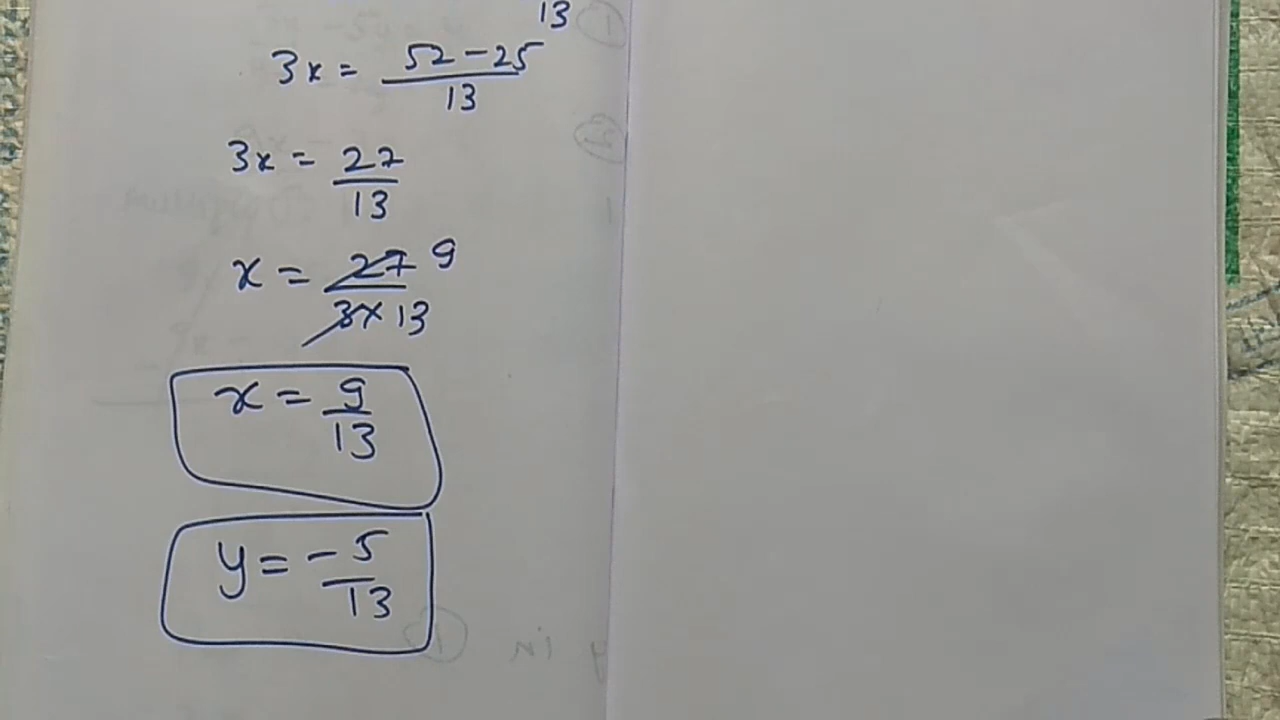 13
3x = 52 - 25
13
3x = 27
13
x = 27 9
3 x 13
x = 9
13
y = - 5
13